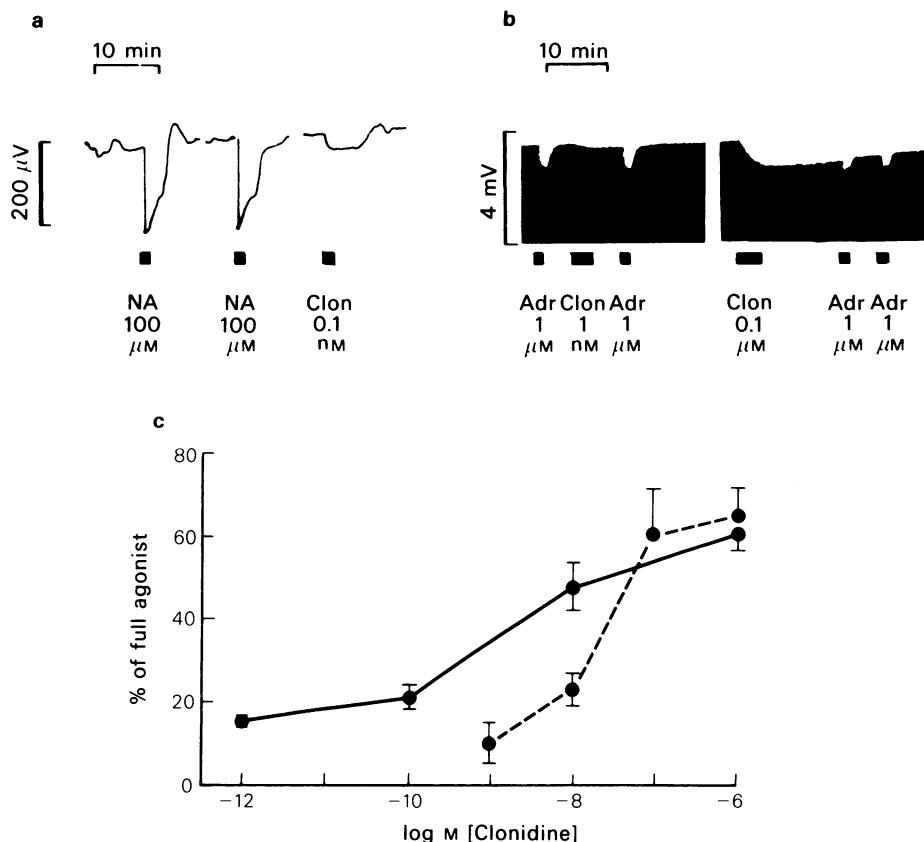 a
10 min
200 μV
NA NA Clon
100 100 0.1
μM μM nM
b
10 min
4 mV
Adr Clon Adr Clon Adr Adr
1 1 1 0.1 1 1
μM nM μM μM μM μM
c
80
60
40
20
0
% of full agonist
−12 −10 −8 −6
log M [Clonidine]